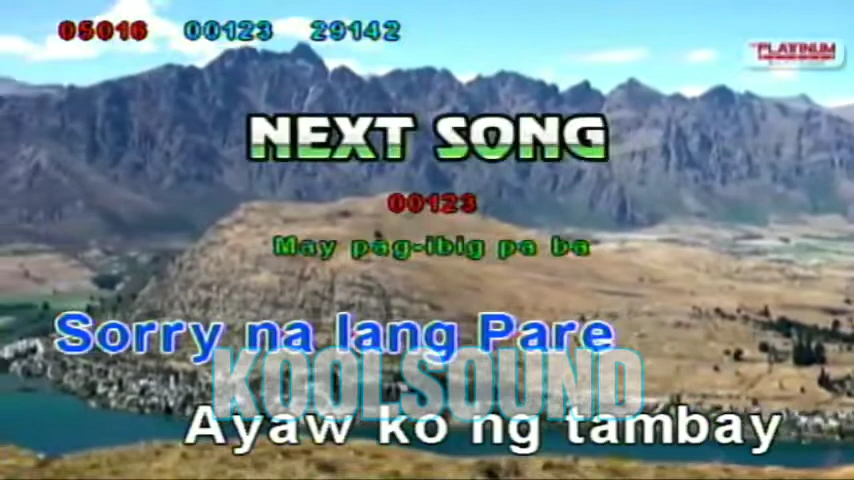 05016 00123 29142
PLATINUM
NEXT SONG
00123
May pag-ibig pa ba
Sorry na lang Pare
KOOLSOUND
Ayaw ko ng tambay